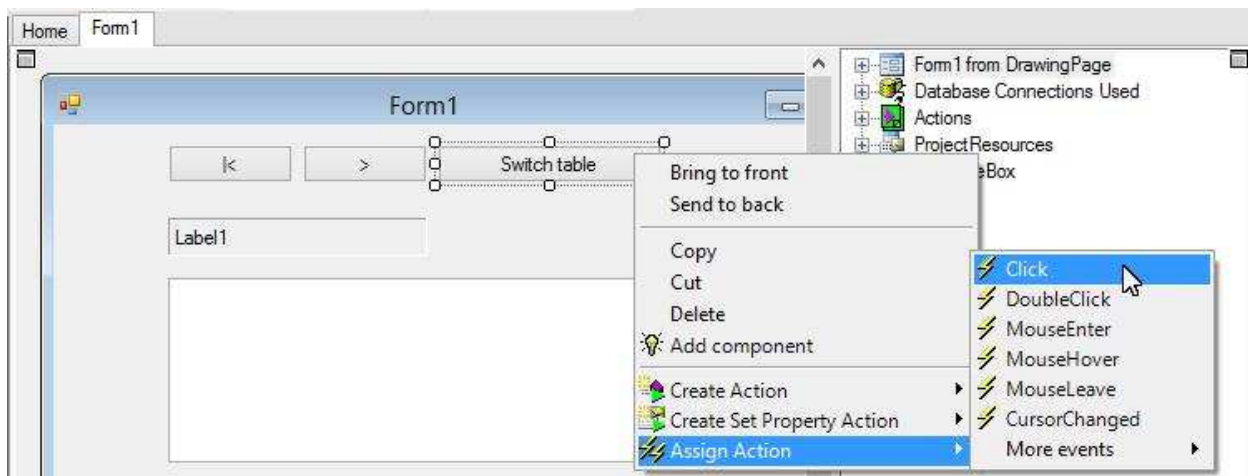 Home Form1
Form1 from DrawingPage
Database Connections Used
Actions
ProjectResources
eBox
Form1
|< > Switch table
Label1
Bring to front
Send to back
Copy
Cut
Delete
Add component
Create Action
Create Set Property Action
Assign Action
Click
DoubleClick
MouseEnter
MouseHover
MouseLeave
CursorChanged
More events